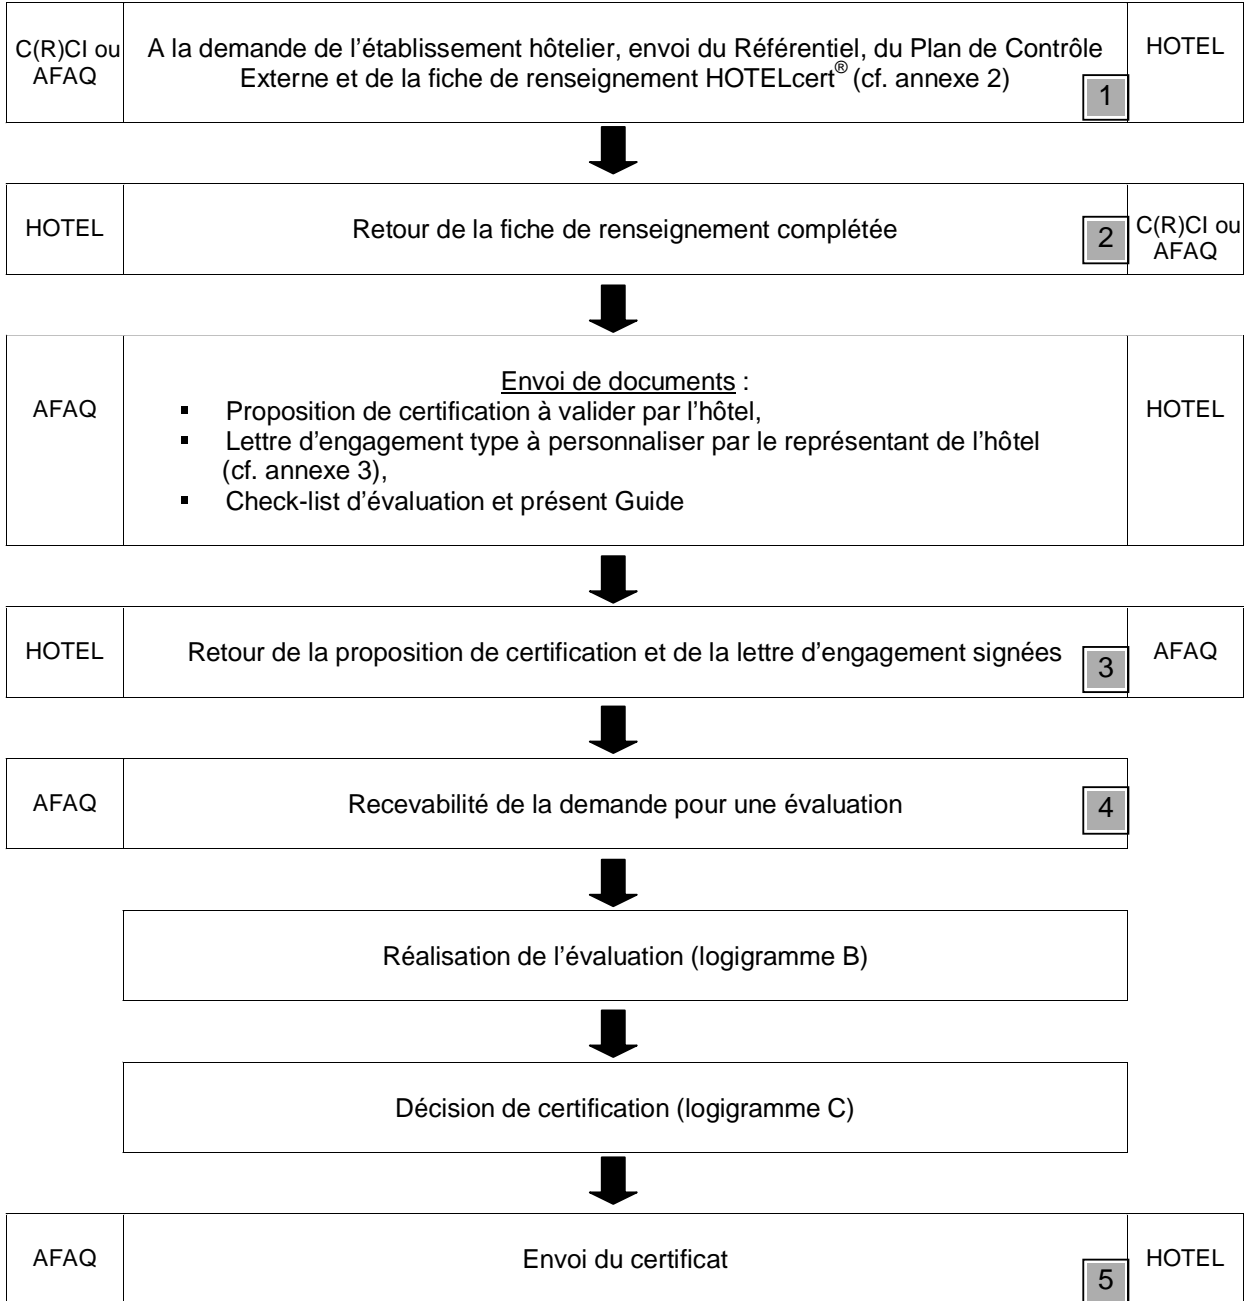 C(R)CI ou
AFAQ
A la demande de l’établissement hôtelier, envoi du Référentiel, du Plan de Contrôle
Externe et de la fiche de renseignement HOTELcert® (cf. annexe 2)
1
HOTEL
HOTEL
Retour de la fiche de renseignement complétée
2
C(R)CI ou
AFAQ
AFAQ
Envoi de documents :
▪ Proposition de certification à valider par l’hôtel,
▪ Lettre d’engagement type à personnaliser par le représentant de l’hôtel
(cf. annexe 3),
▪ Check-list d’évaluation et présent Guide
HOTEL
HOTEL
Retour de la proposition de certification et de la lettre d’engagement signées
3
AFAQ
AFAQ
Recevabilité de la demande pour une évaluation
4
Réalisation de l’évaluation (logigramme B)
Décision de certification (logigramme C)
AFAQ
Envoi du certificat
5
HOTEL